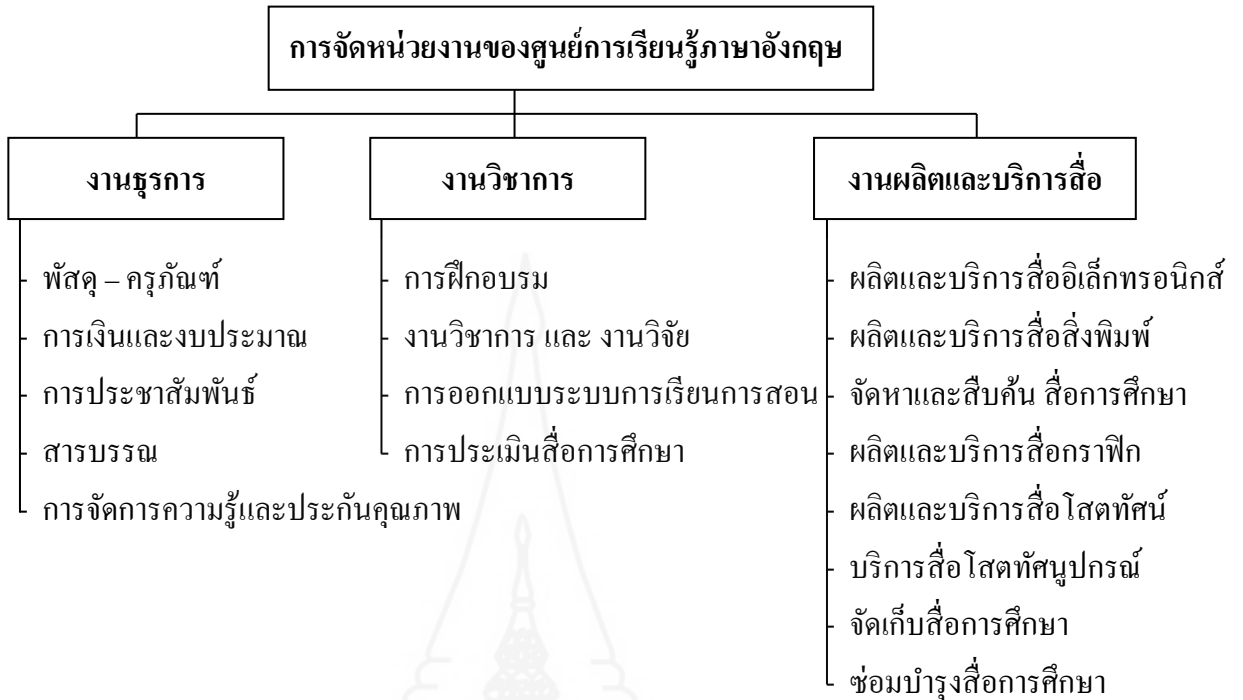 การจัดหน่วยงานของศูนย์การเรียนรู้ภาษาอังกฤษ
งานธุรการ
- พัสดุ – ครุภัณฑ์
- การเงินและงบประมาณ
- การประชาสัมพันธ์
- สารบรรณ
- การจัดการความรู้และประกันคุณภาพ
งานวิชาการ
- การฝึกอบรม
- งานวิชาการ และ งานวิจัย
- การออกแบบระบบการเรียนการสอน
- การประเมินสื่อการศึกษา
งานผลิตและบริการสื่อ
- ผลิตและบริการสื่ออิเล็กทรอนิกส์
- ผลิตและบริการสื่อสิ่งพิมพ์
- จัดหาและสืบค้น สื่อการศึกษา
- ผลิตและบริการสื่อกราฟิก
- ผลิตและบริการสื่อโสตทัศน์
- บริการสื่อโสตทัศนูปกรณ์
- จัดเก็บสื่อการศึกษา
- ซ่อมบำรุงสื่อการศึกษา